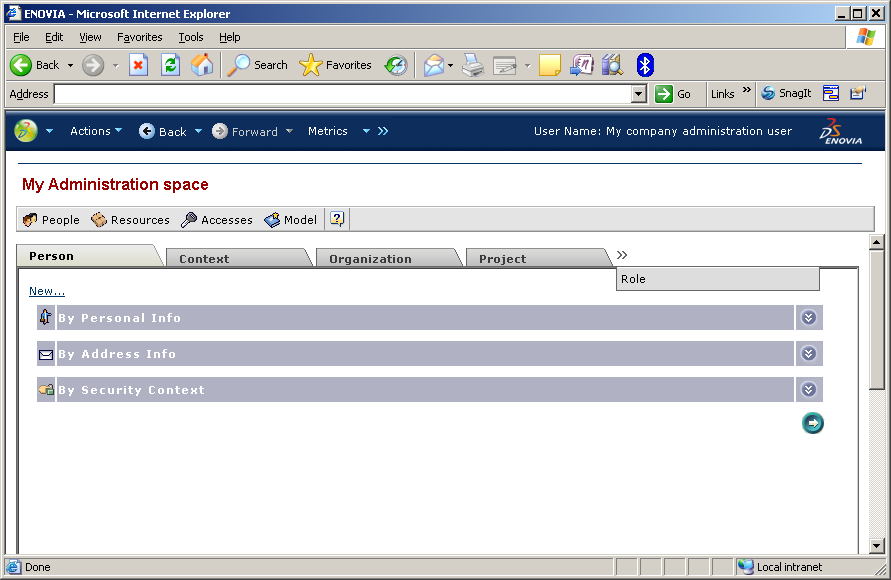 ENOVIA - Microsoft Internet Explorer
File Edit View Favorites Tools Help
Back Search Favorites
Address Go Links » SnagIt
Actions Back Forward Metrics » User Name: My company administration user
ENOVIA
My Administration space
People Resources Accesses Model ?
Person Context Organization Project »
Role
New...
By Personal Info
By Address Info
By Security Context
Done Local intranet